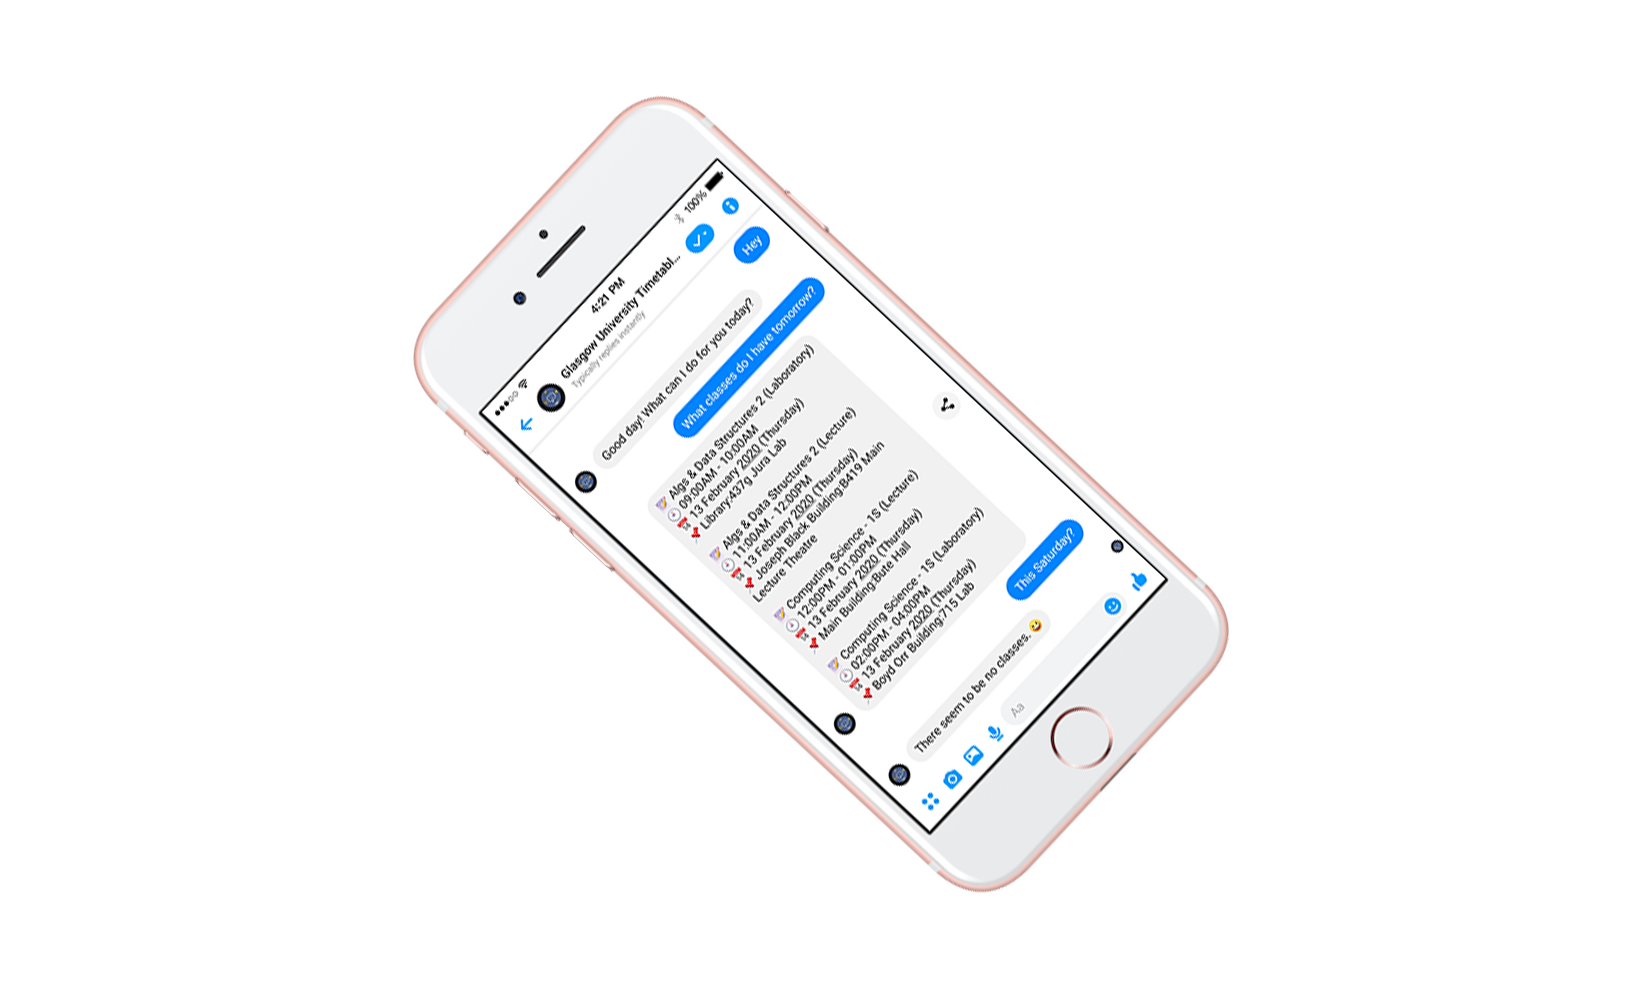 4:21 PM
100%
Glasgow University Timetabl...
Typically replies instantly
Hey
Good day! What can I do for you today?
What classes do I have tomorrow?
Algs & Data Structures 2 (Laboratory)
09:00AM - 10:00AM
13 February 2020 (Thursday)
Library:437g Jura Lab
Algs & Data Structures 2 (Lecture)
11:00AM - 12:00PM
13 February 2020 (Thursday)
Joseph Black Building:B419 Main
Lecture Theatre
Computing Science - 1S (Lecture)
12:00PM - 01:00PM
13 February 2020 (Thursday)
Main Building:Bute Hall
Computing Science - 1S (Laboratory)
02:00PM - 04:00PM
13 February 2020 (Thursday)
Boyd Orr Building:715 Lab
This Saturday?
There seem to be no classes. 😀
Aa